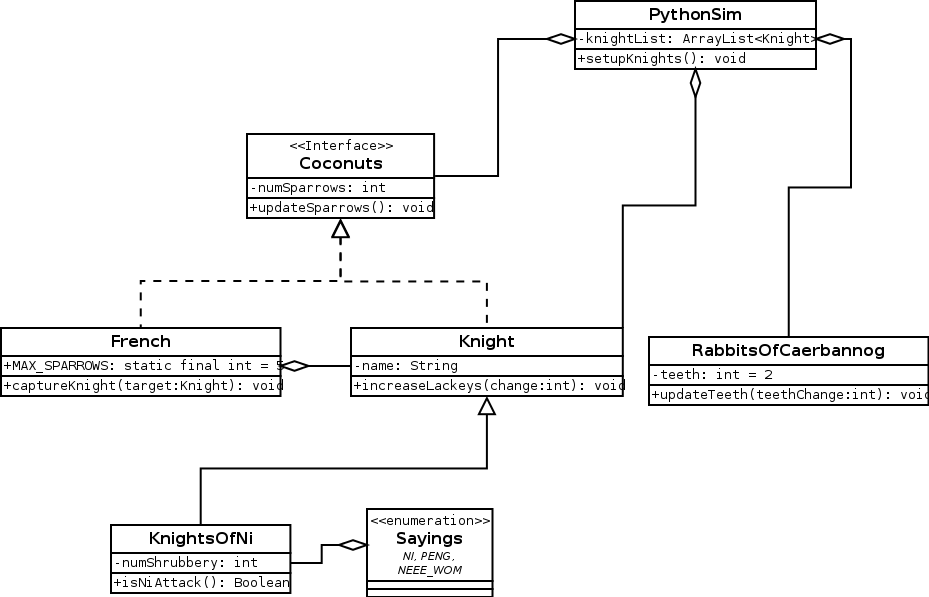 PythonSim
-knightList: ArrayList<Knight>
+setupKnights(): void
<<Interface>>
Coconuts
-numSparrows: int
+updateSparrows(): void
French
+MAX_SPARROWS: static final int = 5
+captureKnight(target:Knight): void
Knight
-name: String
+increaseLackeys(change:int): void
RabbitsOfCaerbannog
-teeth: int = 2
+updateTeeth(teethChange:int): void
KnightsOfNi
-numShrubbery: int
+isNiAttack(): Boolean
<<enumeration>>
Sayings
NI, PENG,
NEEE_WOM